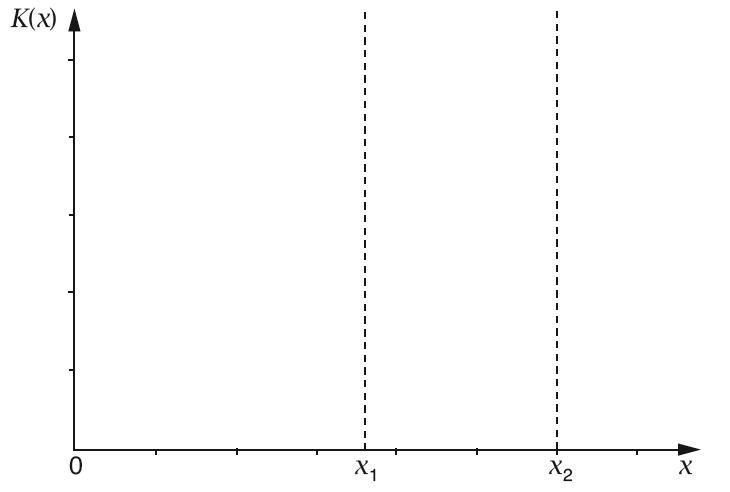 K(x)
0 x₁ x₂ x